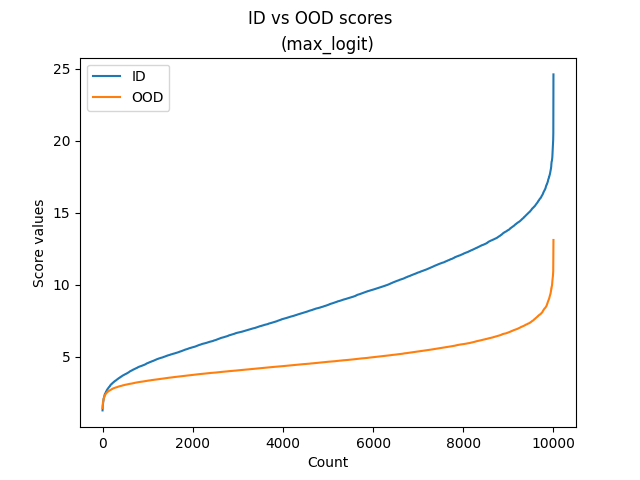 ID vs OOD scores
(max_logit)
ID
OOD
25
20
15
10
5
Score values
0
2000
4000
6000
8000
10000
Count